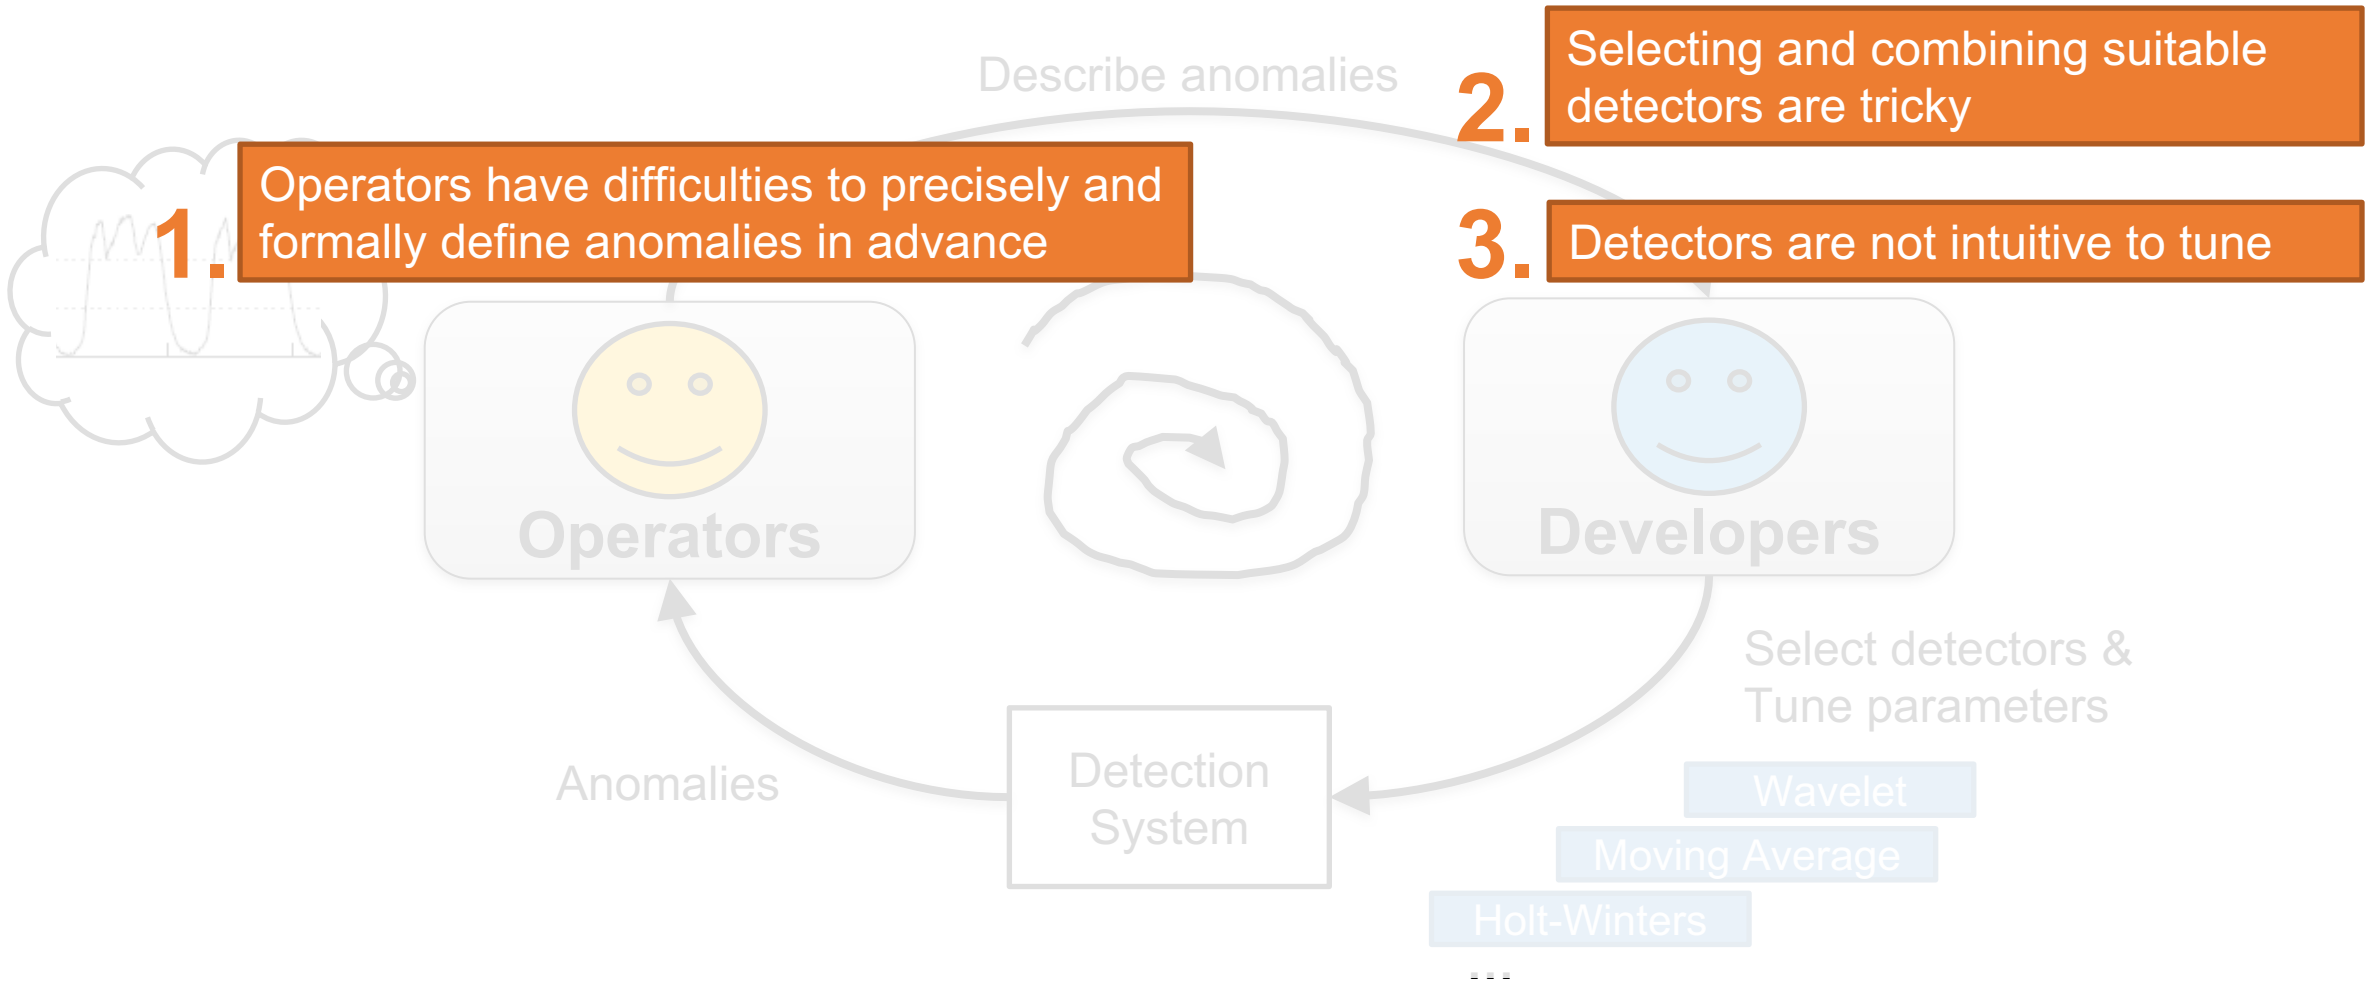 Describe anomalies
2.
Selecting and combining suitable
detectors are tricky
1.
Operators have difficulties to precisely and
formally define anomalies in advance
3.
Detectors are not intuitive to tune
Operators
Developers
Select detectors &
Tune parameters
Anomalies
Detection
System
Wavelet
Moving Average
Holt-Winters
...